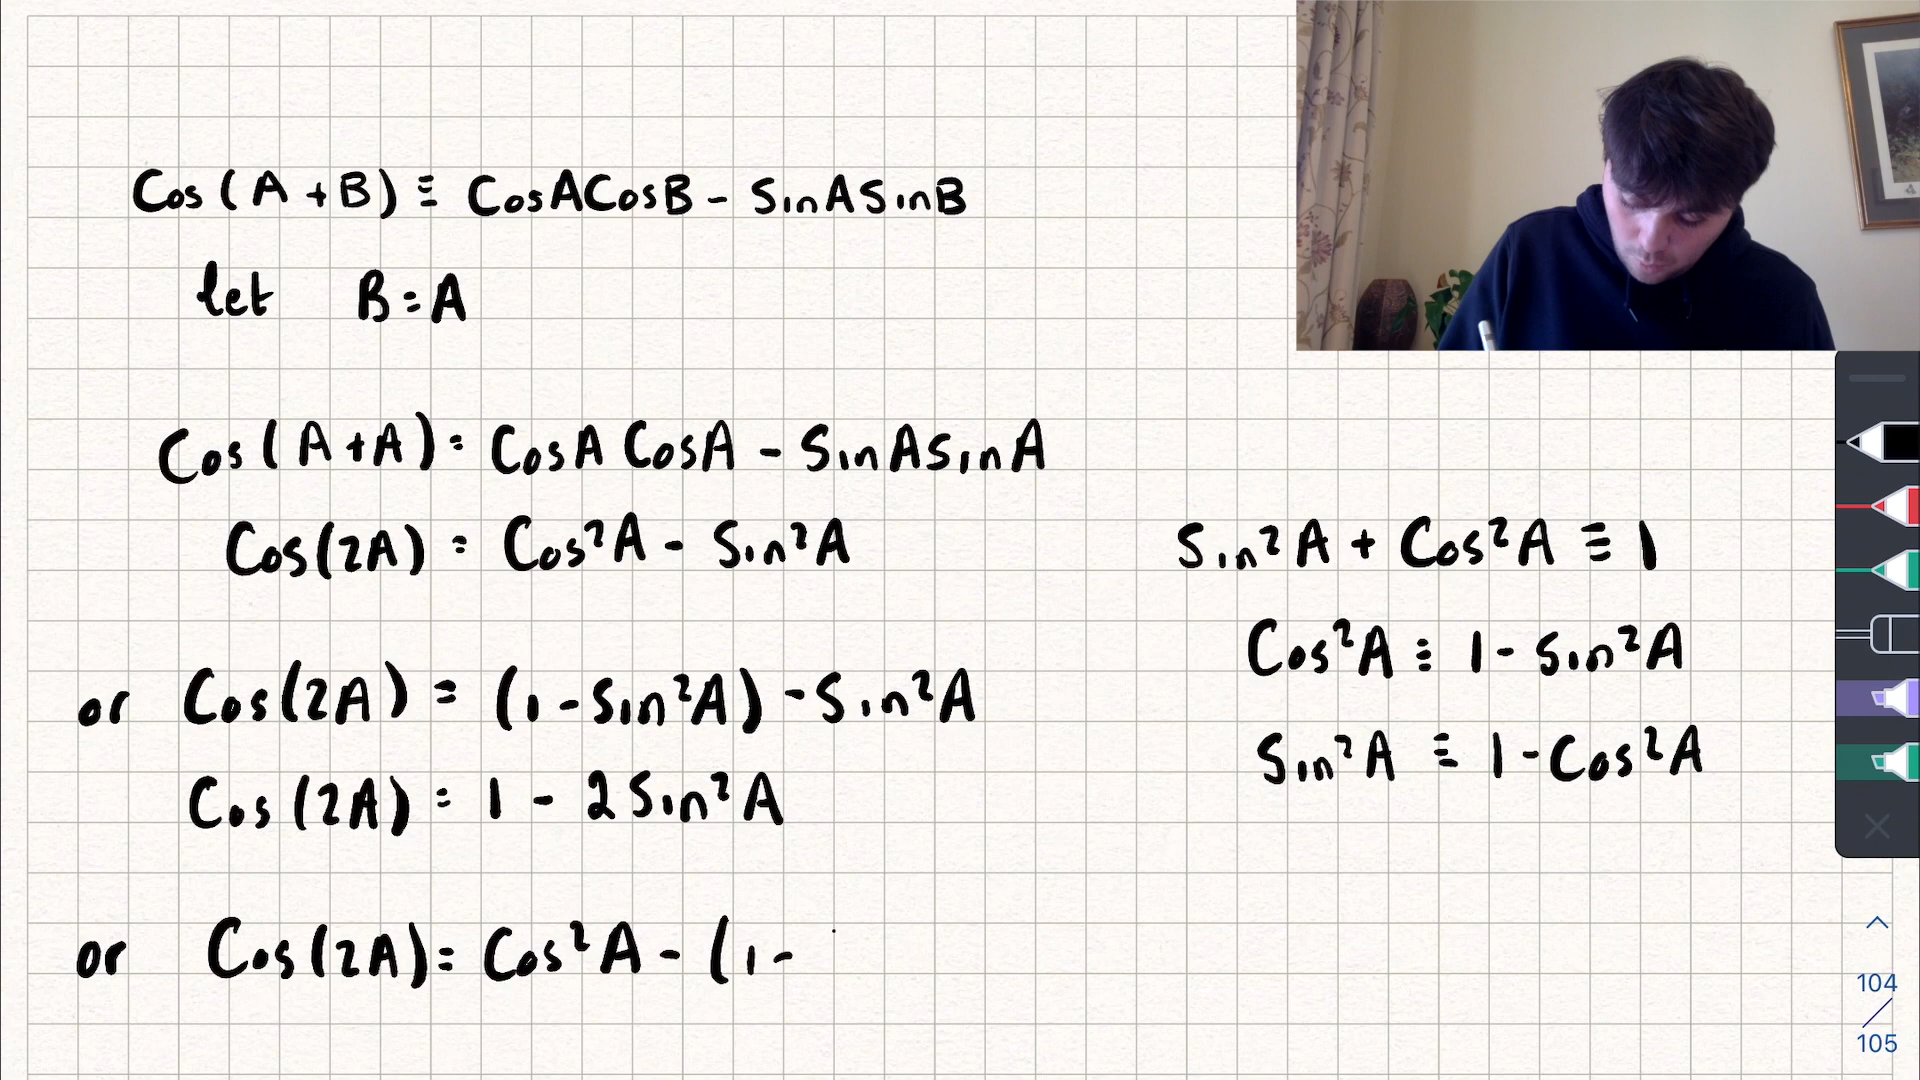 Cos(A+B) ≡ CosACosB - SinASinB
let B=A
Cos(A+A) = CosA CosA - SinASinA
Cos(2A) = Cos²A - Sin²A
or Cos(2A) = (1-Sin²A) - Sin²A
Cos(2A) = 1 - 2Sin²A
or Cos(2A) = Cos²A - (1-
Sin²A + Cos²A ≡ 1
Cos²A ≡ 1 - Sin²A
Sin²A ≡ 1 - Cos²A
104
/
105